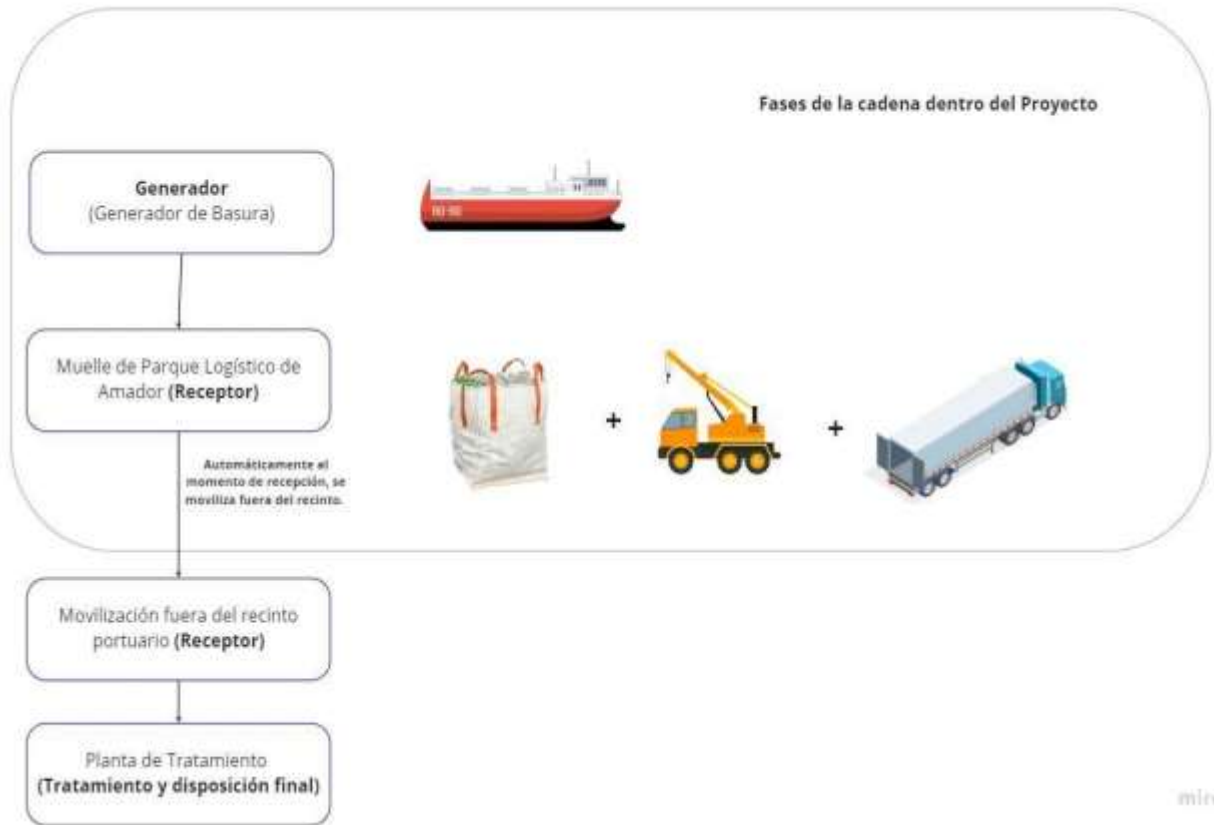 Fases de la cadena dentro del Proyecto
Generador
(Generador de Basura)
Muelle de Parque Logístico de
Amador (Receptor)
+
+
Automáticamente al
momento de recepción, se
moviliza fuera del recinto.
Movilización fuera del recinto
portuario (Receptor)
Planta de Tratamiento
(Tratamiento y disposición final)